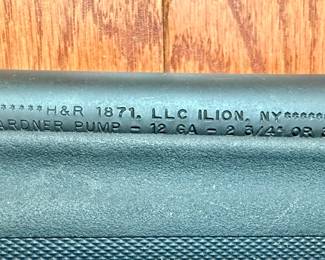 *****H&R 1871, LLC ILION, NY******
ARDNER PUMP - 12 GA - 2 3/4" OR